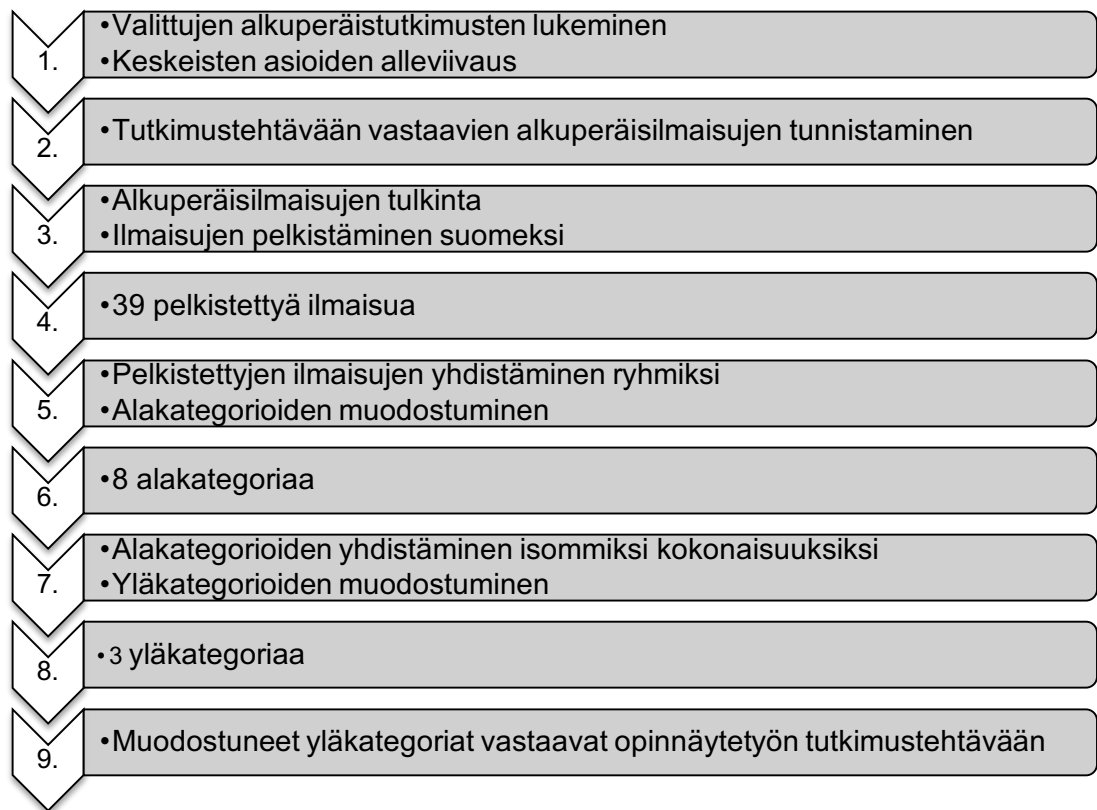 1.
•Valittujen alkuperäistutkimusten lukeminen
•Keskeisten asioiden alleviivaus
2.
•Tutkimustehtävään vastaavien alkuperäisilmaisujen tunnistaminen
3.
•Alkuperäisilmaisujen tulkinta
•Ilmaisujen pelkistäminen suomeksi
4.
•39 pelkistettyä ilmaisua
5.
•Pelkistettyjen ilmaisujen yhdistäminen ryhmiksi
•Alakategorioiden muodostuminen
6.
•8 alakategoriaa
7.
•Alakategorioiden yhdistäminen isommiksi kokonaisuuksiksi
•Yläkategorioiden muodostuminen
8.
•3 yläkategoriaa
9.
•Muodostuneet yläkategoriat vastaavat opinnäytetyön tutkimustehtävään